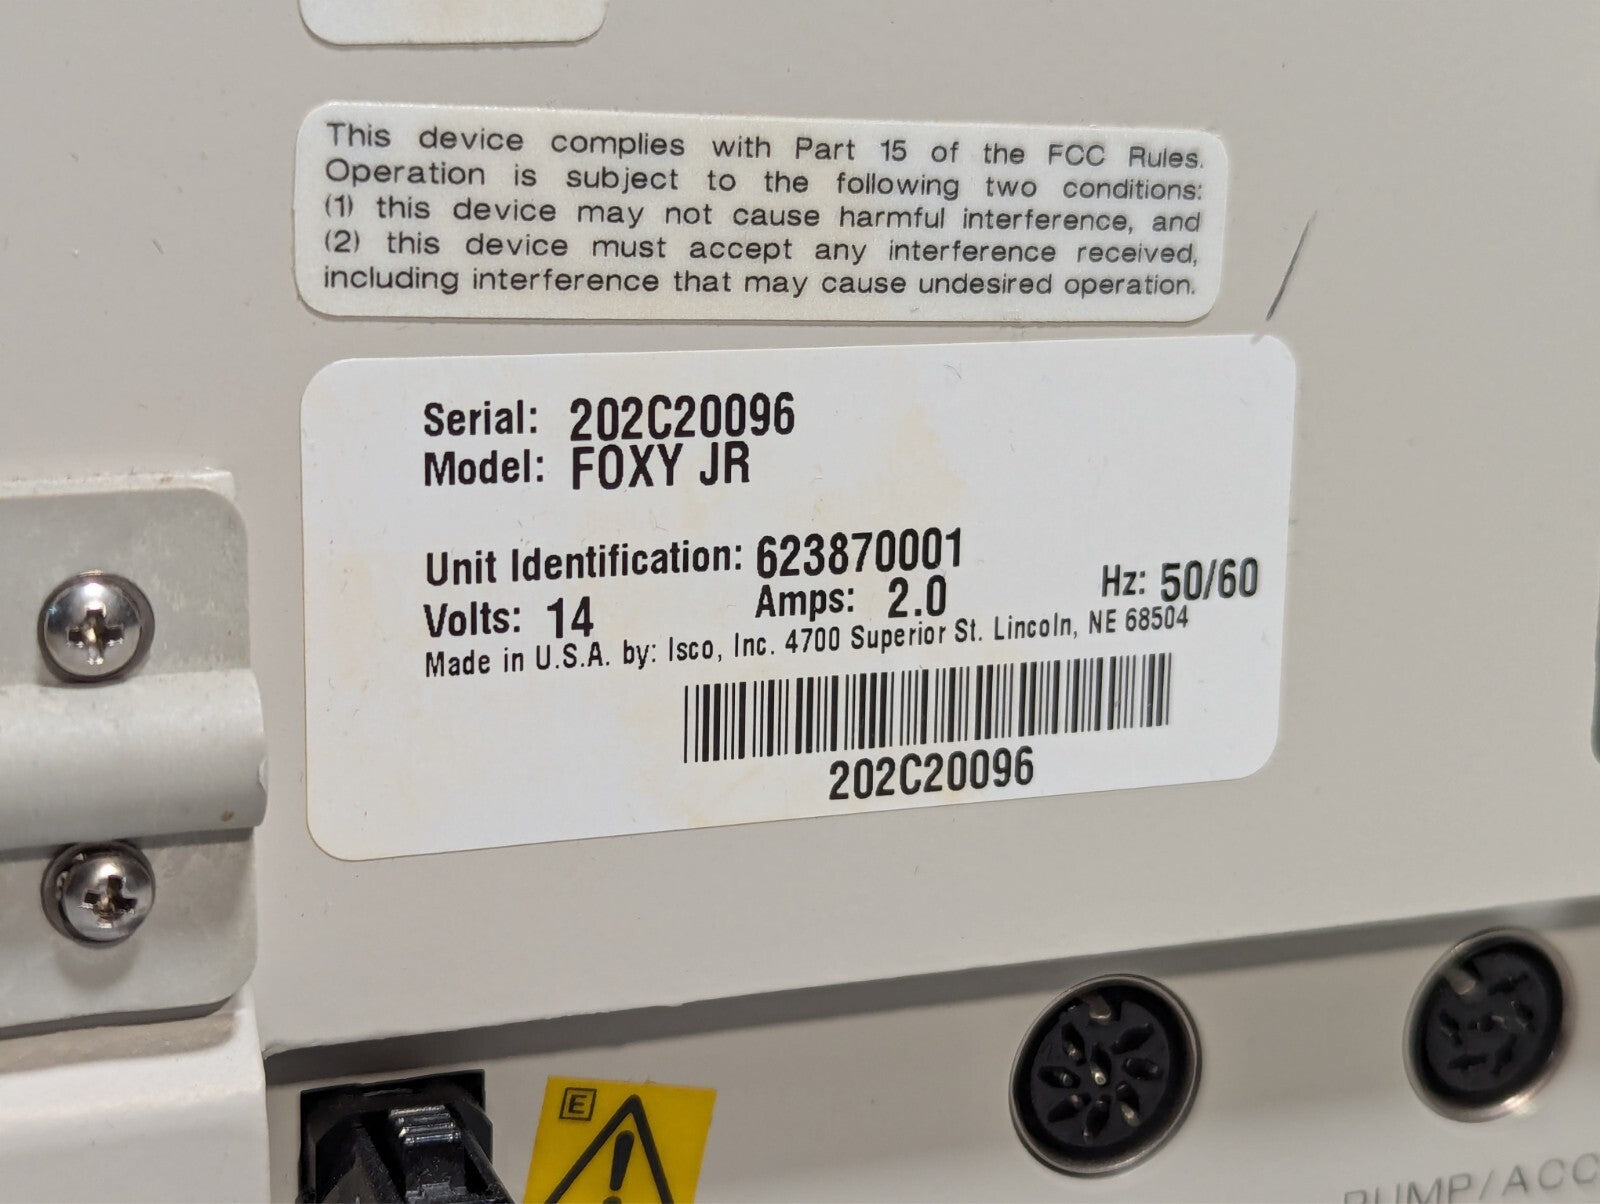 This device complies with Part 15 of the FCC Rules.
Operation is subject to the following two conditions:
(1) this device may not cause harmful interference, and
(2) this device must accept any interference received,
including interference that may cause undesired operation.
Serial: 202C20096
Model: FOXY JR
Unit Identification: 623870001
Volts: 14 Amps: 2.0 Hz: 50/60
Made in U.S.A. by: Isco, Inc. 4700 Superior St. Lincoln, NE 68504
202C20096
E
PUMP/ACC